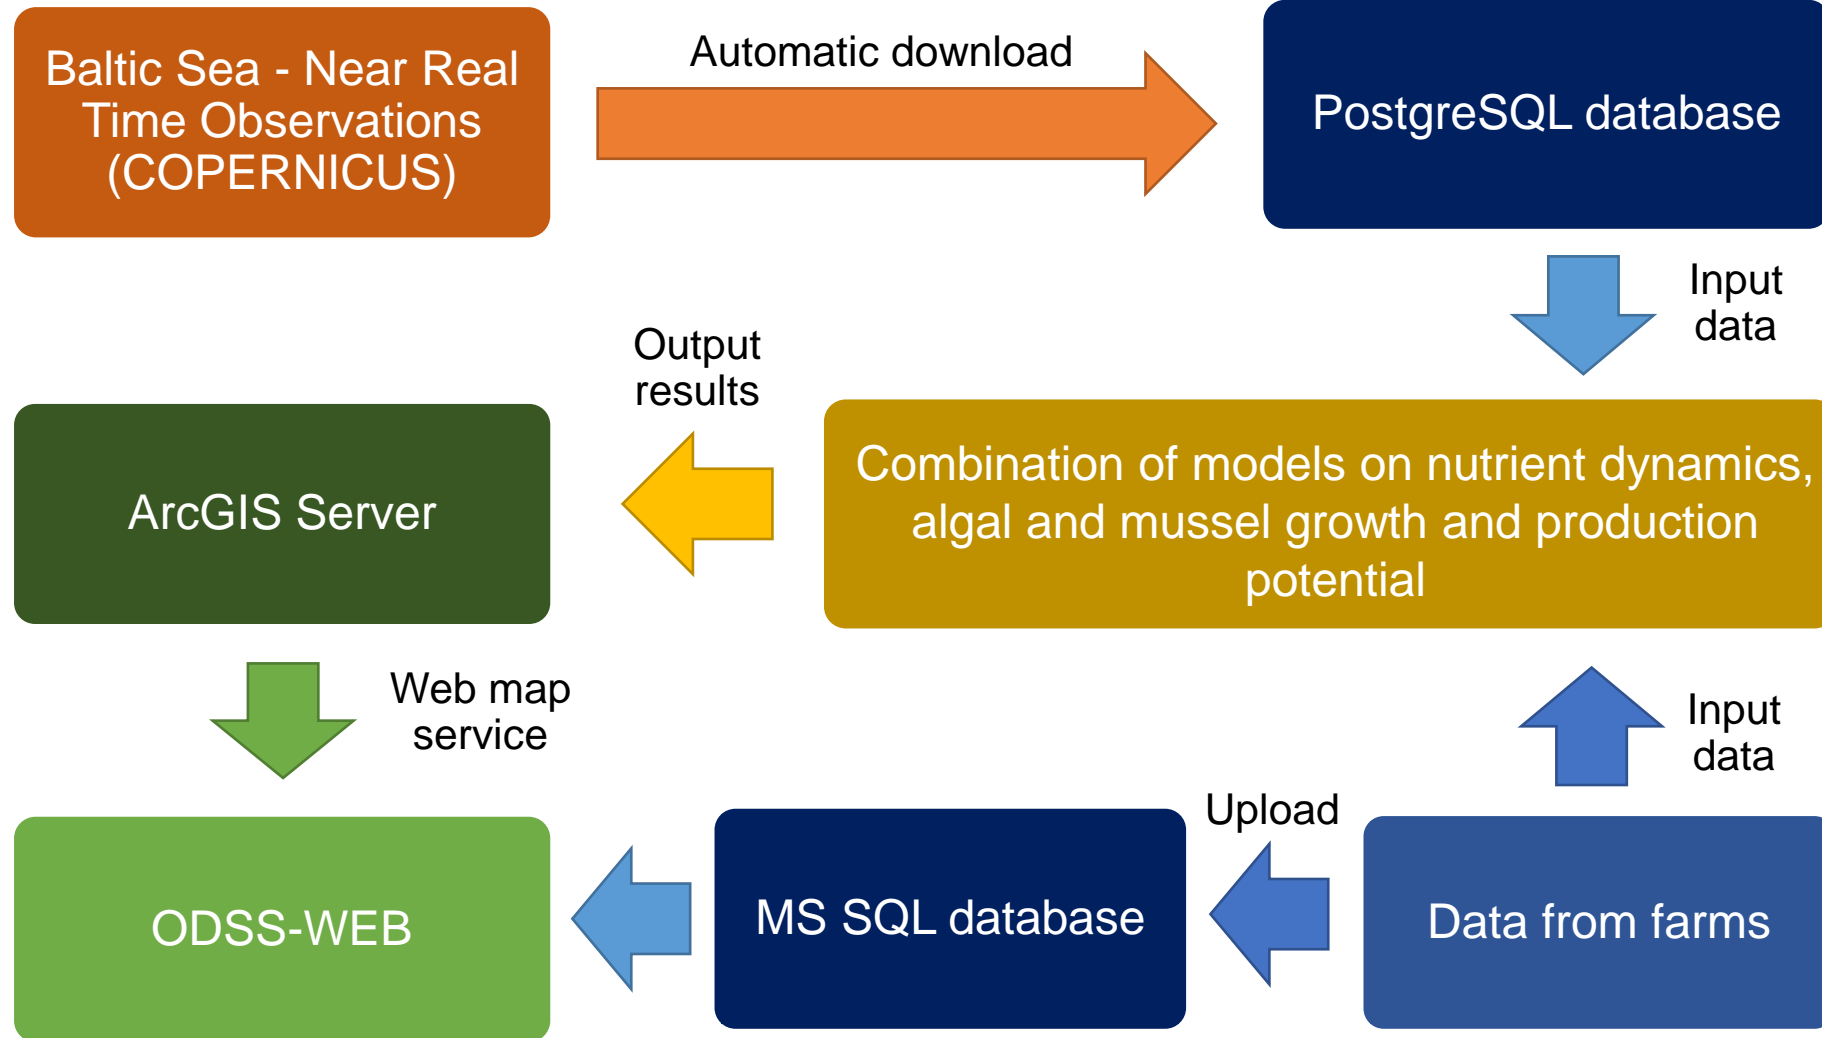 Baltic Sea - Near Real
Time Observations
(COPERNICUS)
Automatic download
PostgreSQL database
Input
data
Output
results
ArcGIS Server
Combination of models on nutrient dynamics,
algal and mussel growth and production
potential
Web map
service
Input
data
Upload
ODSS-WEB
MS SQL database
Data from farms